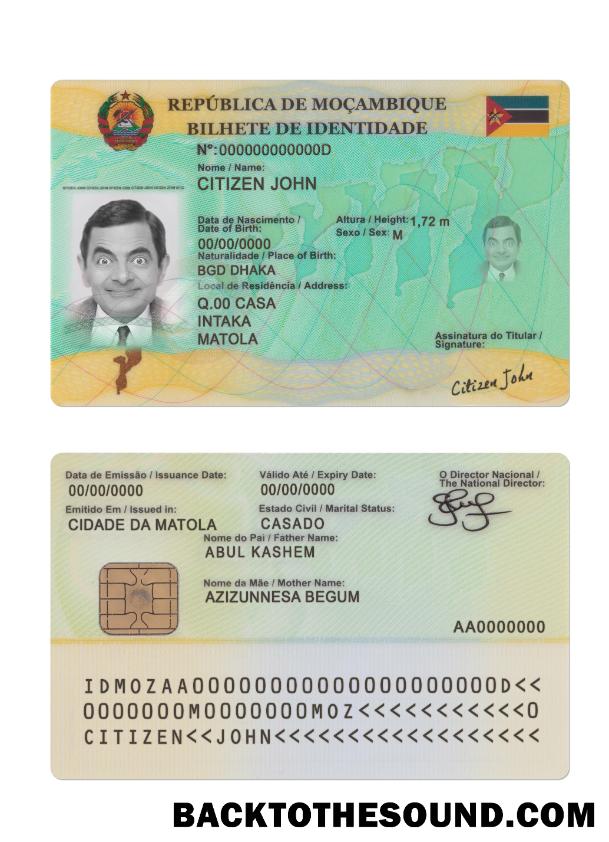 REPÚBLICA DE MOÇAMBIQUE
BILHETE DE IDENTIDADE
Nº:000000000000D
Nome / Name:
CITIZEN JOHN
Data de Nascimento /
Date of Birth:
00/00/0000
Altura / Height: 1,72 m
Sexo / Sex: M
Naturalidade / Place of Birth:
BGD DHAKA
Local de Residência / Address:
Q.00 CASA
INTAKA
MATOLA
Assinatura do Titular /
Signature:
Citizen John
Data de Emissão / Issuance Date:
00/00/0000
Válido Até / Expiry Date:
00/00/0000
O Director Nacional /
The National Director:
Emitido Em / Issued in:
CIDADE DA MATOLA
Estado Civil / Marital Status:
CASADO
Nome do Pai / Father Name:
ABUL KASHEM
Nome da Mãe / Mother Name:
AZIZUNNESA BEGUM
AA0000000
IDMOZAA00000000000000000000D<<
0000000M0000000MOZ<<<<<<<<<<<0
CITIZEN<<JOHN<<<<<<<<<<<<<<<<<
BACKTOTHESOUND.COM